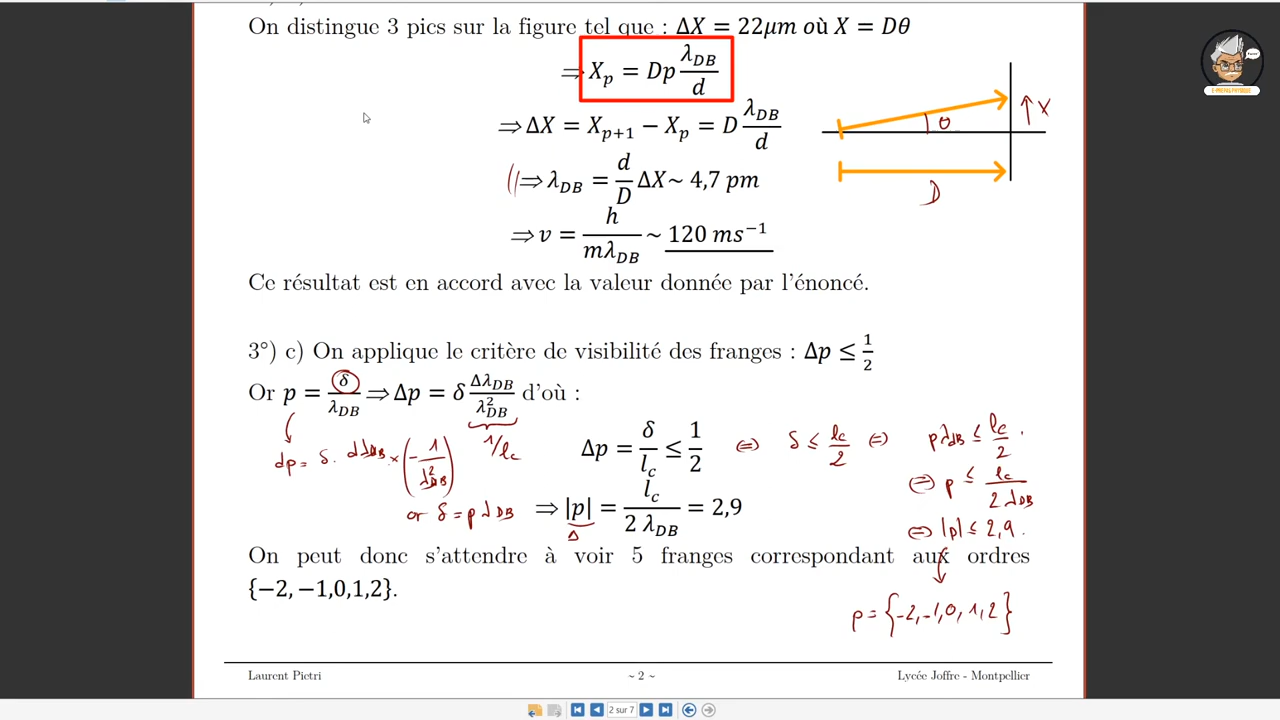 On distingue 3 pics sur la figure tel que : ΔX = 22μm où X = Dθ
⇒ X_p = Dp λ_DB/d
⇒ ΔX = X_{p+1} − X_p = D λ_DB/d
⇒ λ_DB = d/D ΔX ~ 4,7 pm
⇒ v = h/(mλ_DB) ~ 120 ms⁻¹
θ
X
D
Ce résultat est en accord avec la valeur donnée par l'énoncé.
3°) c) On applique le critère de visibilité des franges : Δp ≤ 1/2
Or p = δ/λ_DB ⇒ Δp = δ Δλ_DB/λ²_DB d'où :
1/lc
dp = δ. dλ_DB × (− 1/λ²_DB)
Δp = δ/l_c ≤ 1/2
⇔ δ ≤ lc/2 ⇔ pλ_DB ≤ lc/2.
⇔ p ≤ lc/(2λ_DB)
or δ = p λ_DB
⇒ |p| = l_c/(2 λ_DB) = 2,9
Δ
⇔ |p| ≤ 2,9.
On peut donc s'attendre à voir 5 franges correspondant aux ordres
{−2, −1,0,1,2}.
p = {-2,-1,0,1,2}
Laurent Pietri
~ 2 ~
Lycée Joffre - Montpellier
2 sur 7